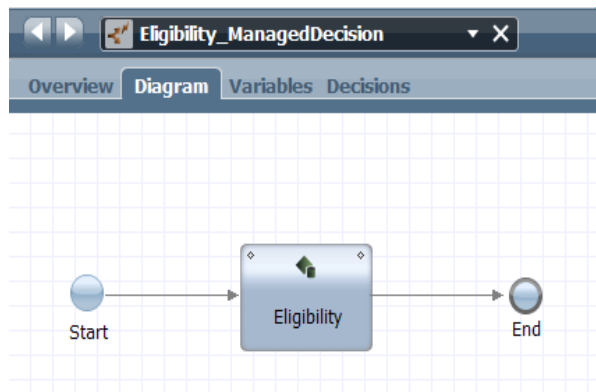 Eligibility_ManagedDecision
Overview Diagram Variables Decisions
Eligibility
Start
End